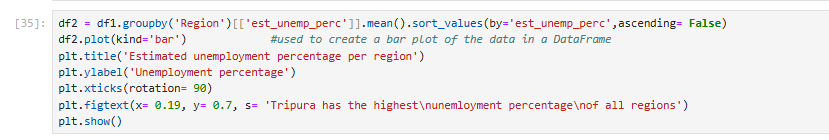 [35]: df2 = df1.groupby('Region')[['est_unemp_perc']].mean().sort_values(by='est_unemp_perc',ascending= False)
df2.plot(kind='bar')             #used to create a bar plot of the data in a DataFrame
plt.title('Estimated unemployment percentage per region')
plt.ylabel('Unemployment percentage')
plt.xticks(rotation= 90)
plt.figtext(x= 0.19, y= 0.7, s= 'Tripura has the highest\nunemloyment percentage\nof all regions')
plt.show()